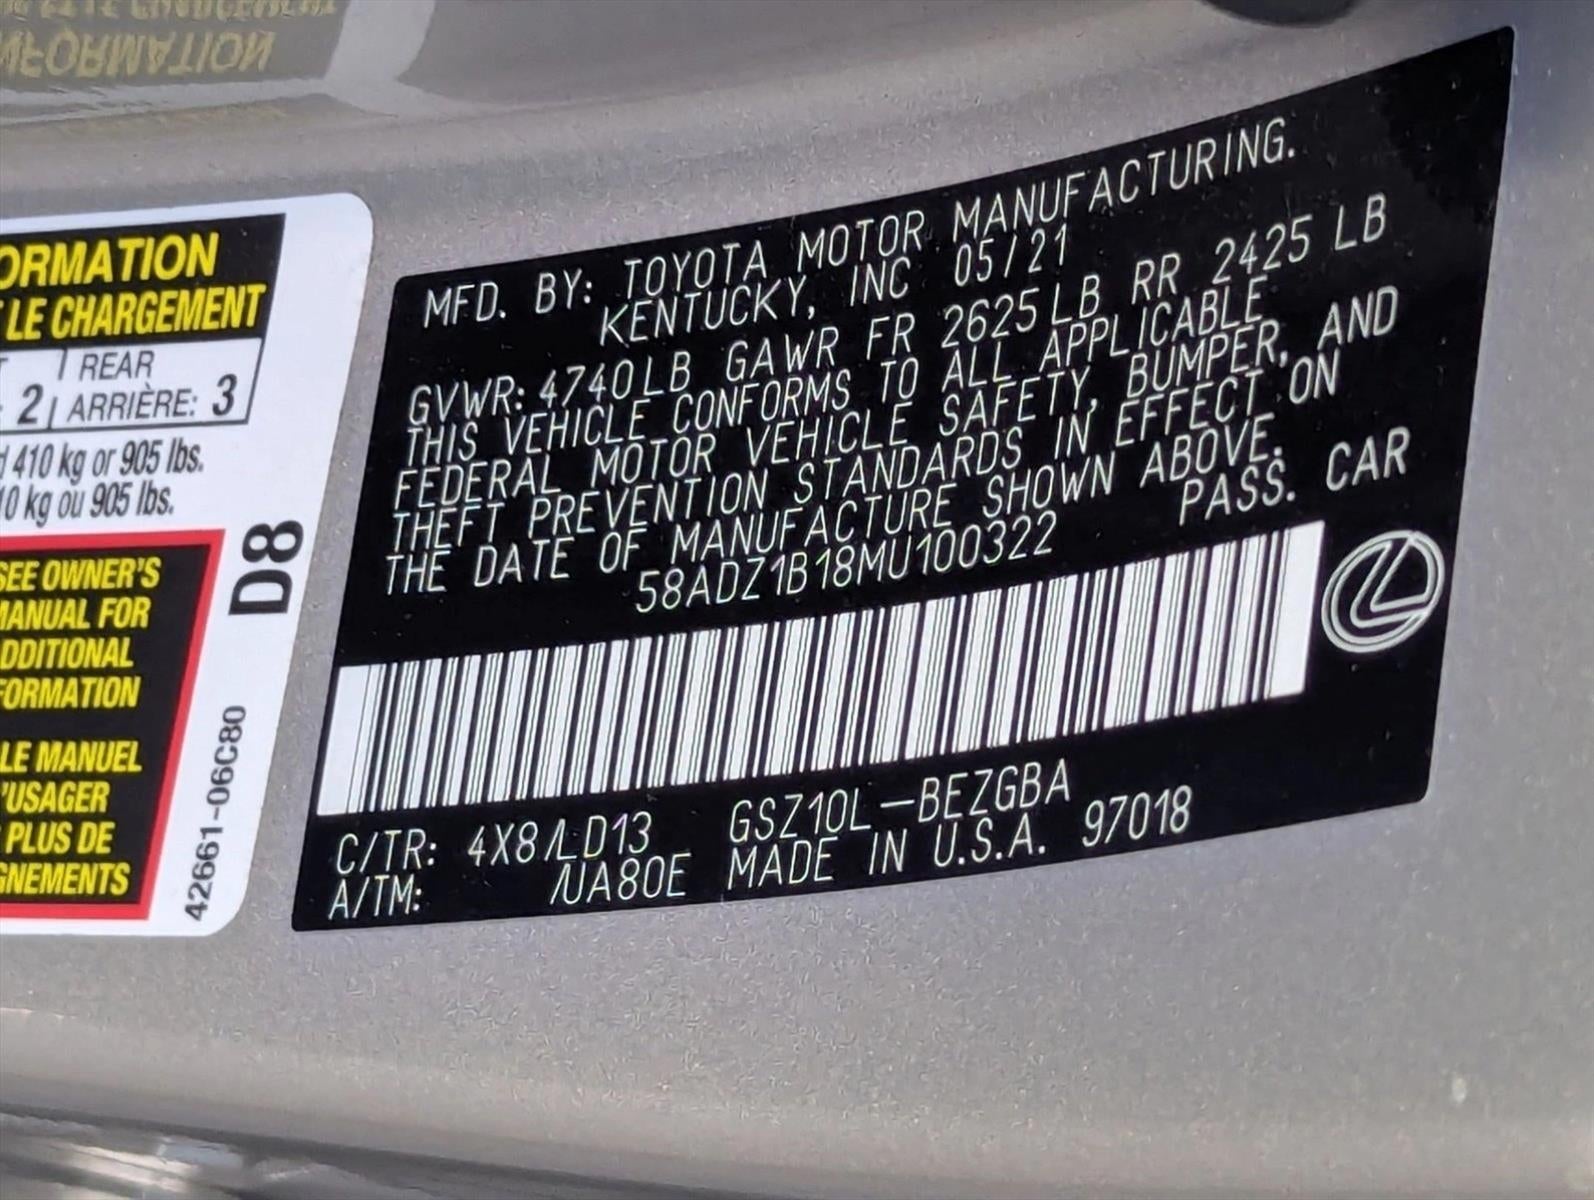 ORMATION
LE CHARGEMENT
REAR
2 ARRIÈRE: 3
410 kg or 905 lbs.
0 kg ou 905 lbs.
SEE OWNER'S
MANUAL FOR
DDITIONAL
FORMATION
LE MANUEL
'USAGER
PLUS DE
GNEMENTS
D8
42661-06C80
MFD. BY: TOYOTA MOTOR MANUFACTURING.
KENTUCKY, INC 05/21
GVWR: 4740LB GAWR FR 2625LB RR 2425 LB
THIS VEHICLE CONFORMS TO ALL APPLICABLE
FEDERAL MOTOR VEHICLE SAFETY, BUMPER, AND
THEFT PREVENTION STANDARDS IN EFFECT ON
THE DATE OF MANUFACTURE SHOWN ABOVE.
58ADZ1B18MU100322 PASS. CAR
C/TR: 4X8/LD13 GSZ10L-BEZGBA
A/TM: /UA80E MADE IN U.S.A. 97018